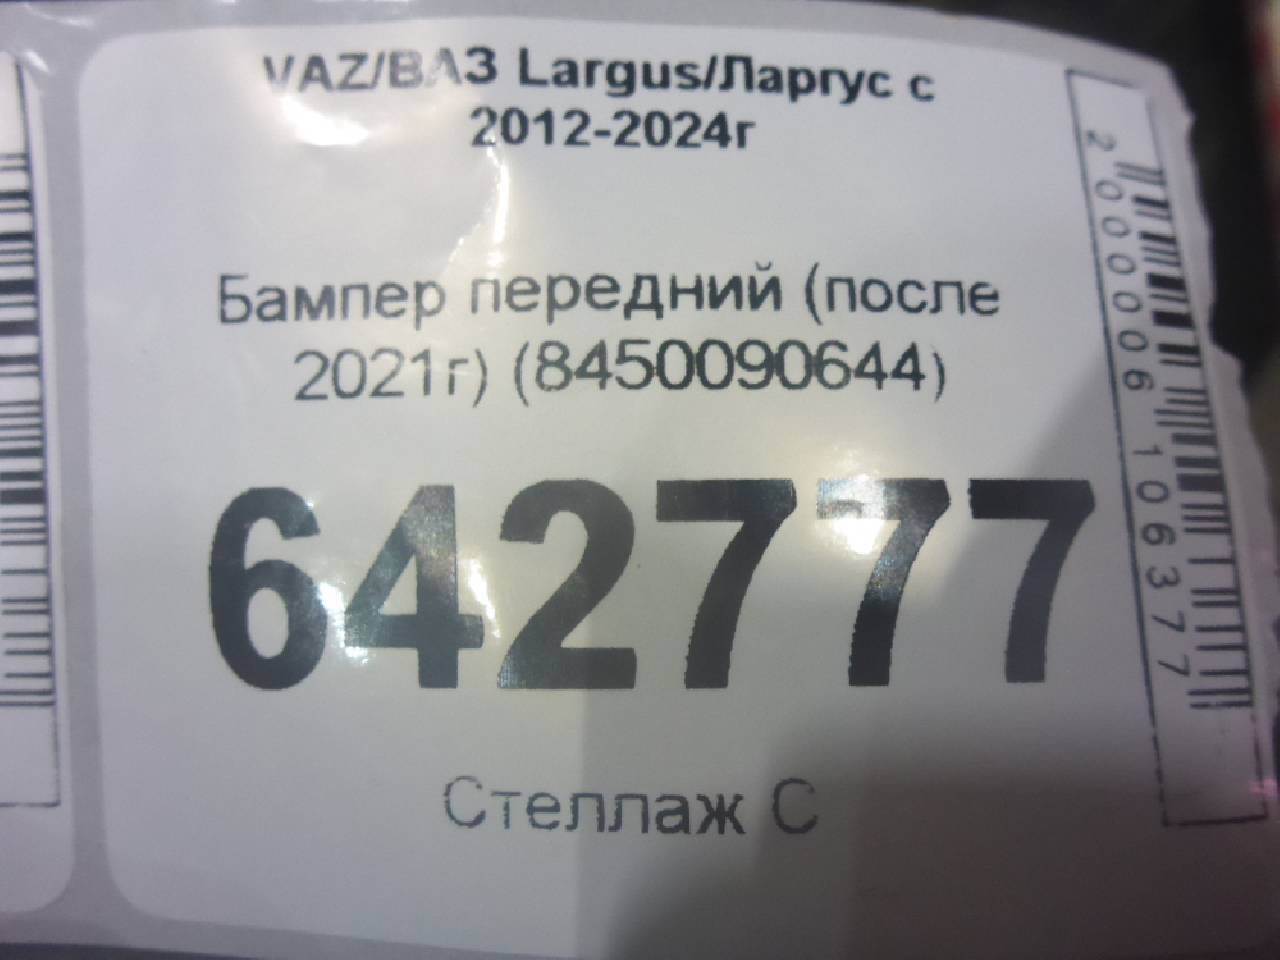 VAZ/ВАЗ Largus/Ларгус с
2012-2024г
Бампер передний (после
2021г) (8450090644)
642777
Стеллаж С
2000006106377